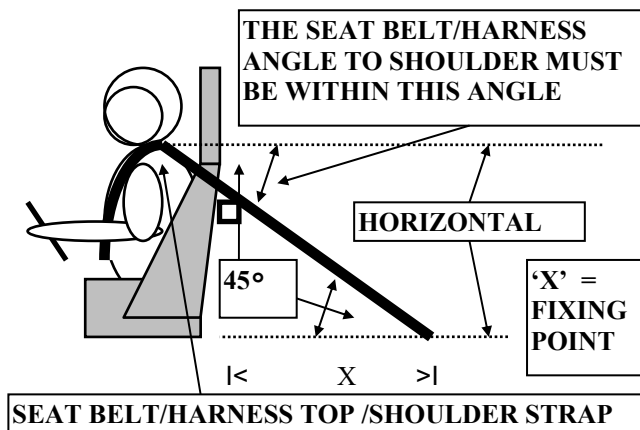 THE SEAT BELT/HARNESS
ANGLE TO SHOULDER MUST
BE WITHIN THIS ANGLE
HORIZONTAL
45°
‘X’ =
FIXING
POINT
|< X >|
SEAT BELT/HARNESS TOP /SHOULDER STRAP